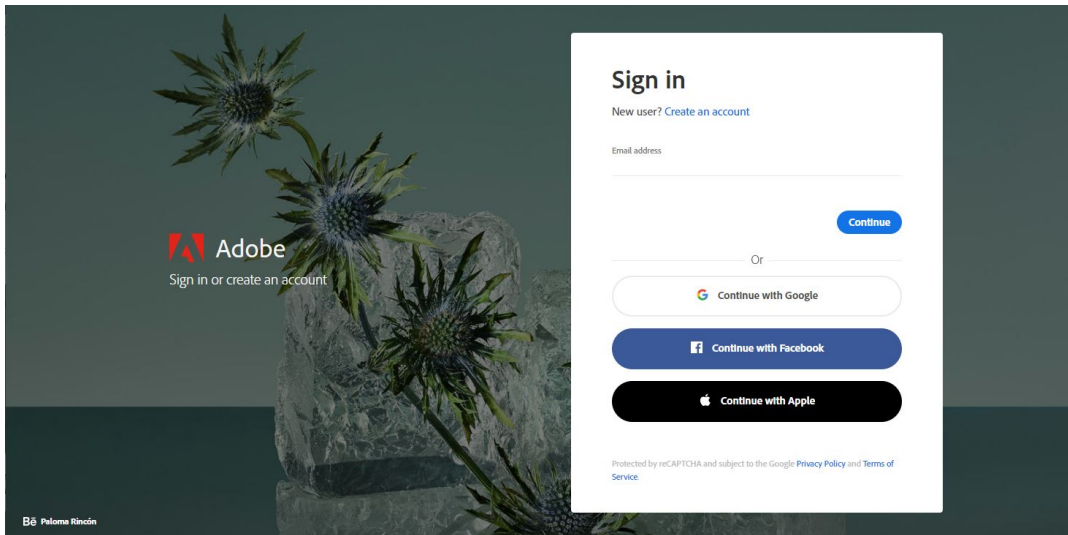 Adobe
Sign in or create an account
Bē Paloma Rincón
Sign in
New user? Create an account
Email address
Continue
Or
Continue with Google
Continue with Facebook
Continue with Apple
Protected by reCAPTCHA and subject to the Google Privacy Policy and Terms of
Service.